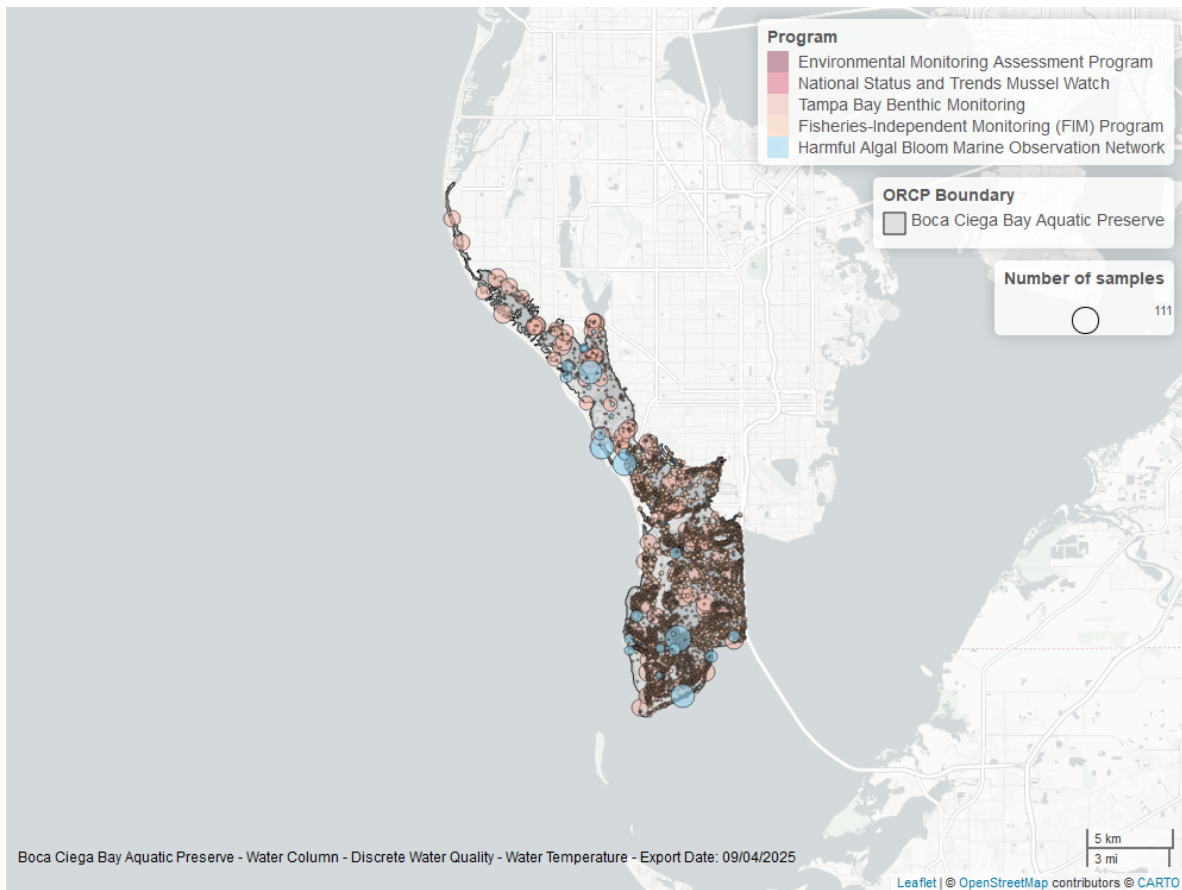 Program
Environmental Monitoring Assessment Program
National Status and Trends Mussel Watch
Tampa Bay Benthic Monitoring
Fisheries-Independent Monitoring (FIM) Program
Harmful Algal Bloom Marine Observation Network
ORCP Boundary
Boca Ciega Bay Aquatic Preserve
Number of samples
111
5 km
3 mi
Boca Ciega Bay Aquatic Preserve - Water Column - Discrete Water Quality - Water Temperature - Export Date: 09/04/2025
Leaflet | © OpenStreetMap contributors © CARTO